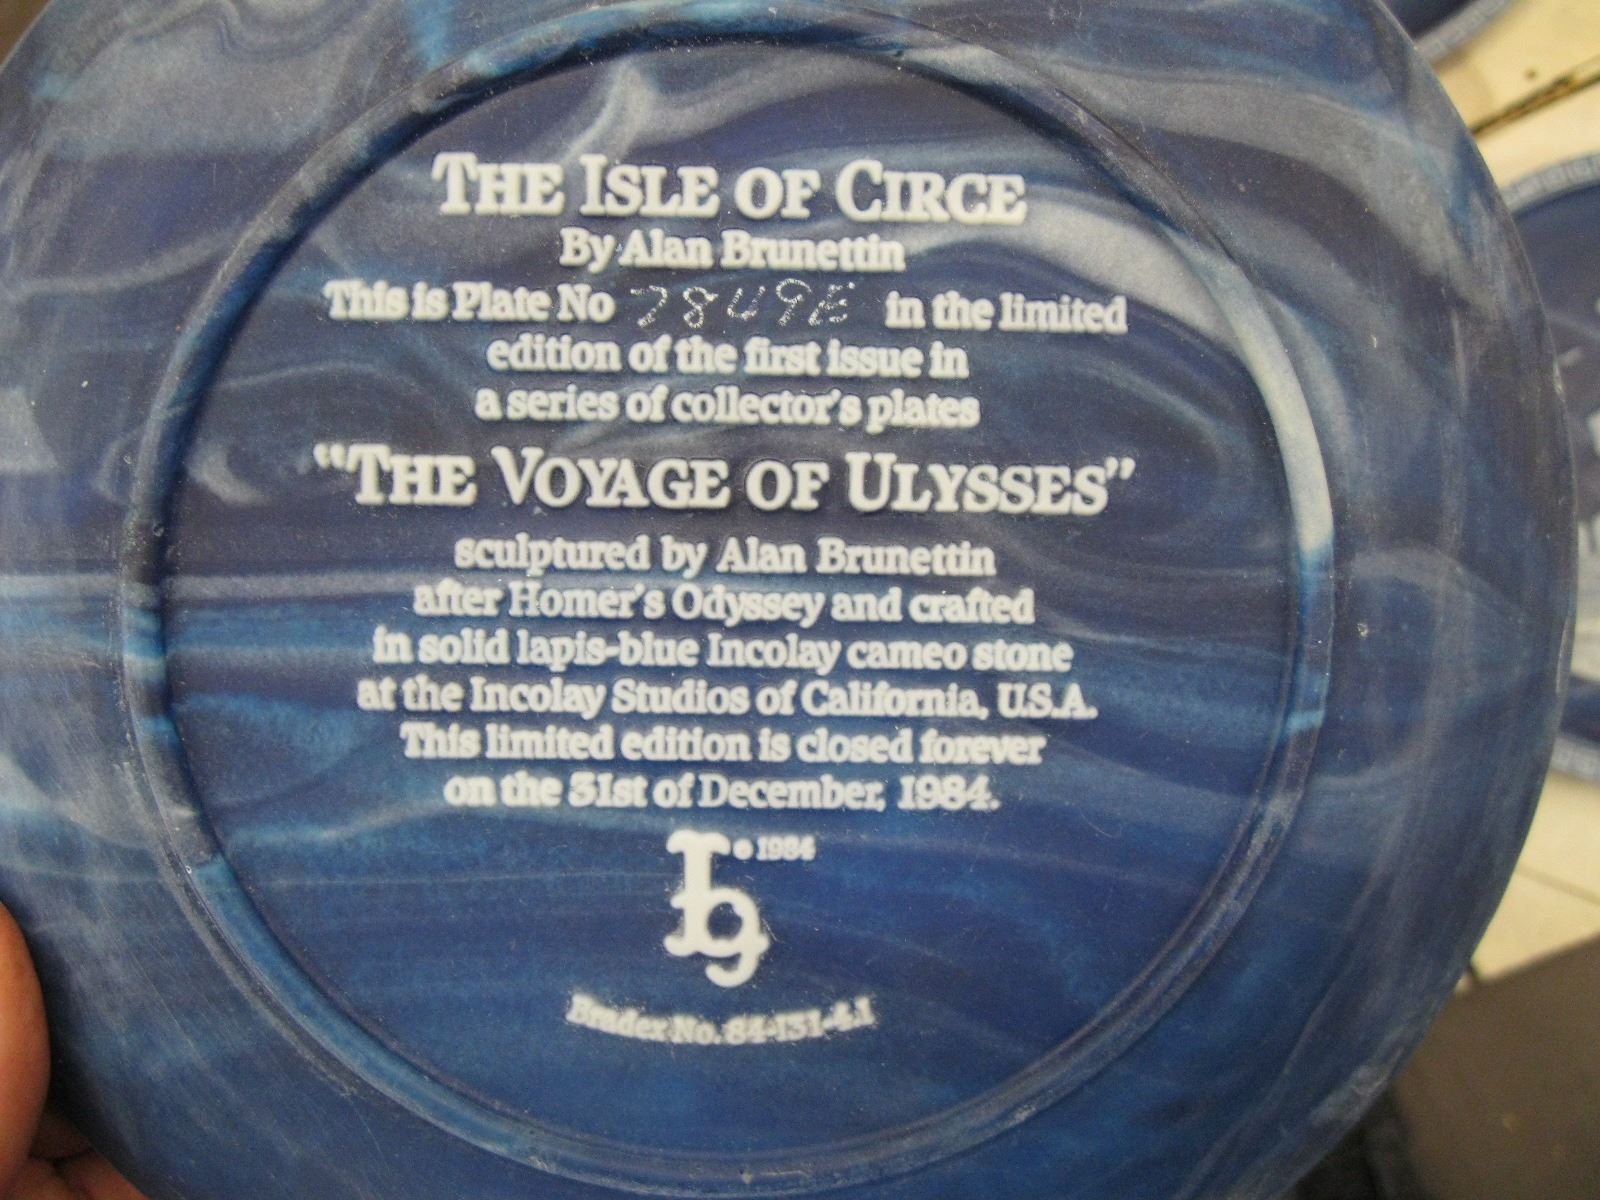 THE ISLE OF CIRCE
By Alan Brunettin
This is Plate No 7849E in the limited
edition of the first issue in
a series of collector's plates
"THE VOYAGE OF ULYSSES"
sculptured by Alan Brunettin
after Homer's Odyssey and crafted
in solid lapis-blue Incolay cameo stone
at the Incolay Studios of California, U.S.A.
This limited edition is closed forever
on the 31st of December, 1984.
© 1984
Bradex No. 84-131-4.1